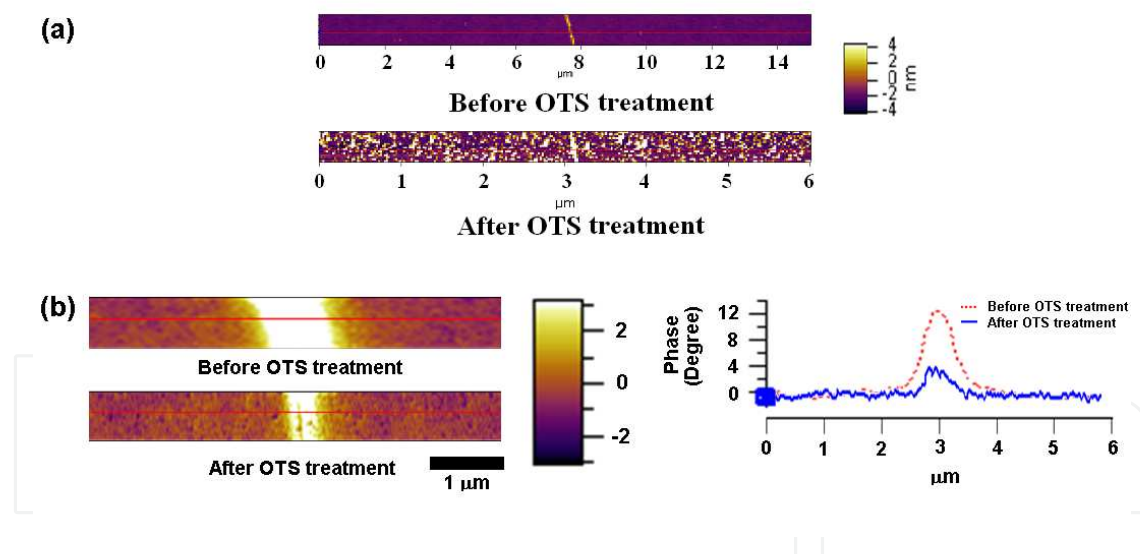 (a)
0 2 4 6 8 10 12 14
μm
4
2
0
-2
-4
nm
Before OTS treatment
0 1 2 3 4 5 6
μm
After OTS treatment
(b)
Before OTS treatment
After OTS treatment
1 μm
2
0
-2
Phase
(Degree)
12
8
4
0
Before OTS treatment
After OTS treatment
0 1 2 3 4 5 6
μm